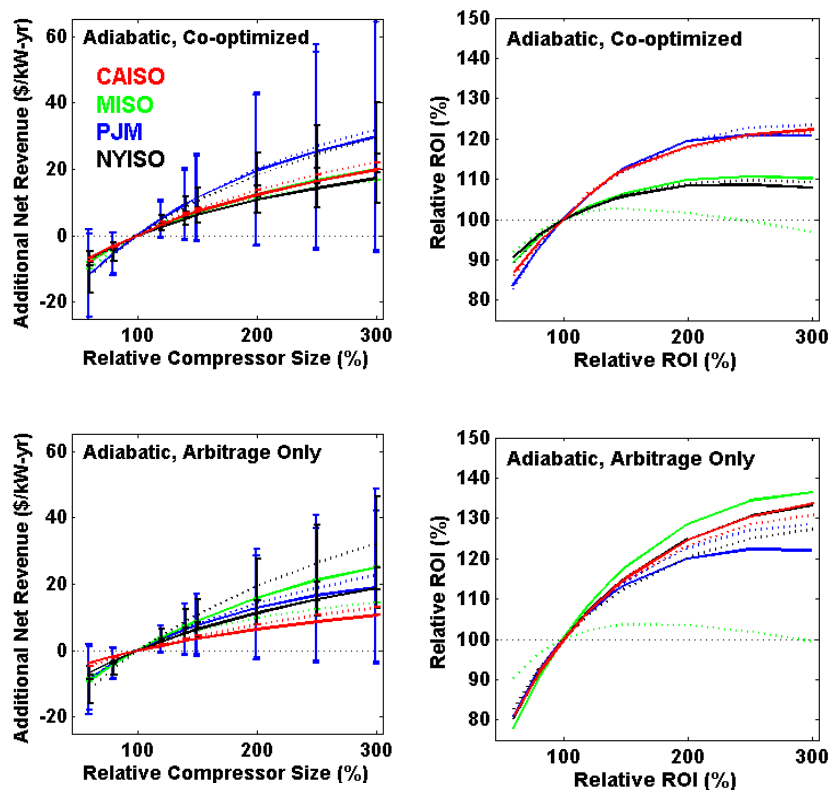 Adiabatic, Co-optimized
CAISO
MISO
PJM
NYISO
Additional Net Revenue ($/kW-yr)
60
40
20
0
-20
100
200
300
Relative Compressor Size (%)
Adiabatic, Co-optimized
Relative ROI (%)
150
140
130
120
110
100
90
80
100
200
300
Relative ROI (%)
Adiabatic, Arbitrage Only
Additional Net Revenue ($/kW-yr)
60
40
20
0
-20
100
200
300
Relative Compressor Size (%)
Adiabatic, Arbitrage Only
Relative ROI (%)
150
140
130
120
110
100
90
80
100
200
300
Relative ROI (%)